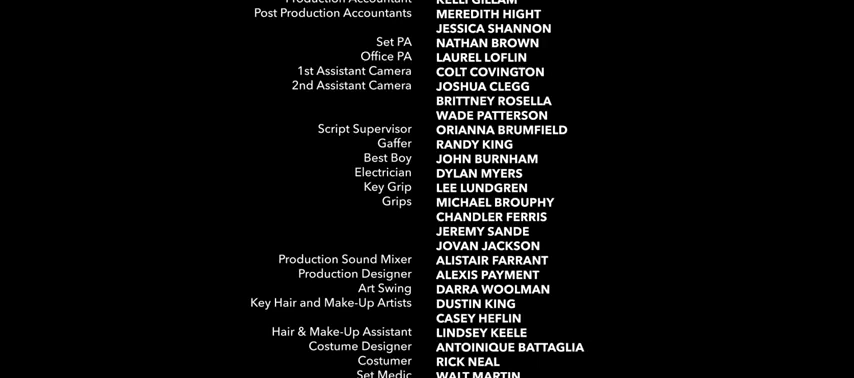 Production Accountant KELLI GILLAM
Post Production Accountants MEREDITH HIGHT
JESSICA SHANNON
Set PA NATHAN BROWN
Office PA LAUREL LOFLIN
1st Assistant Camera COLT COVINGTON
2nd Assistant Camera JOSHUA CLEGG
BRITTNEY ROSELLA
WADE PATTERSON
Script Supervisor ORIANNA BRUMFIELD
Gaffer RANDY KING
Best Boy JOHN BURNHAM
Electrician DYLAN MYERS
Key Grip LEE LUNDGREN
Grips MICHAEL BROUPHY
CHANDLER FERRIS
JEREMY SANDE
JOVAN JACKSON
Production Sound Mixer ALISTAIR FARRANT
Production Designer ALEXIS PAYMENT
Art Swing DARRA WOOLMAN
Key Hair and Make-Up Artists DUSTIN KING
CASEY HEFLIN
Hair & Make-Up Assistant LINDSEY KEELE
Costume Designer ANTOINIQUE BATTAGLIA
Costumer RICK NEAL
Set Medic WALT MARTIN